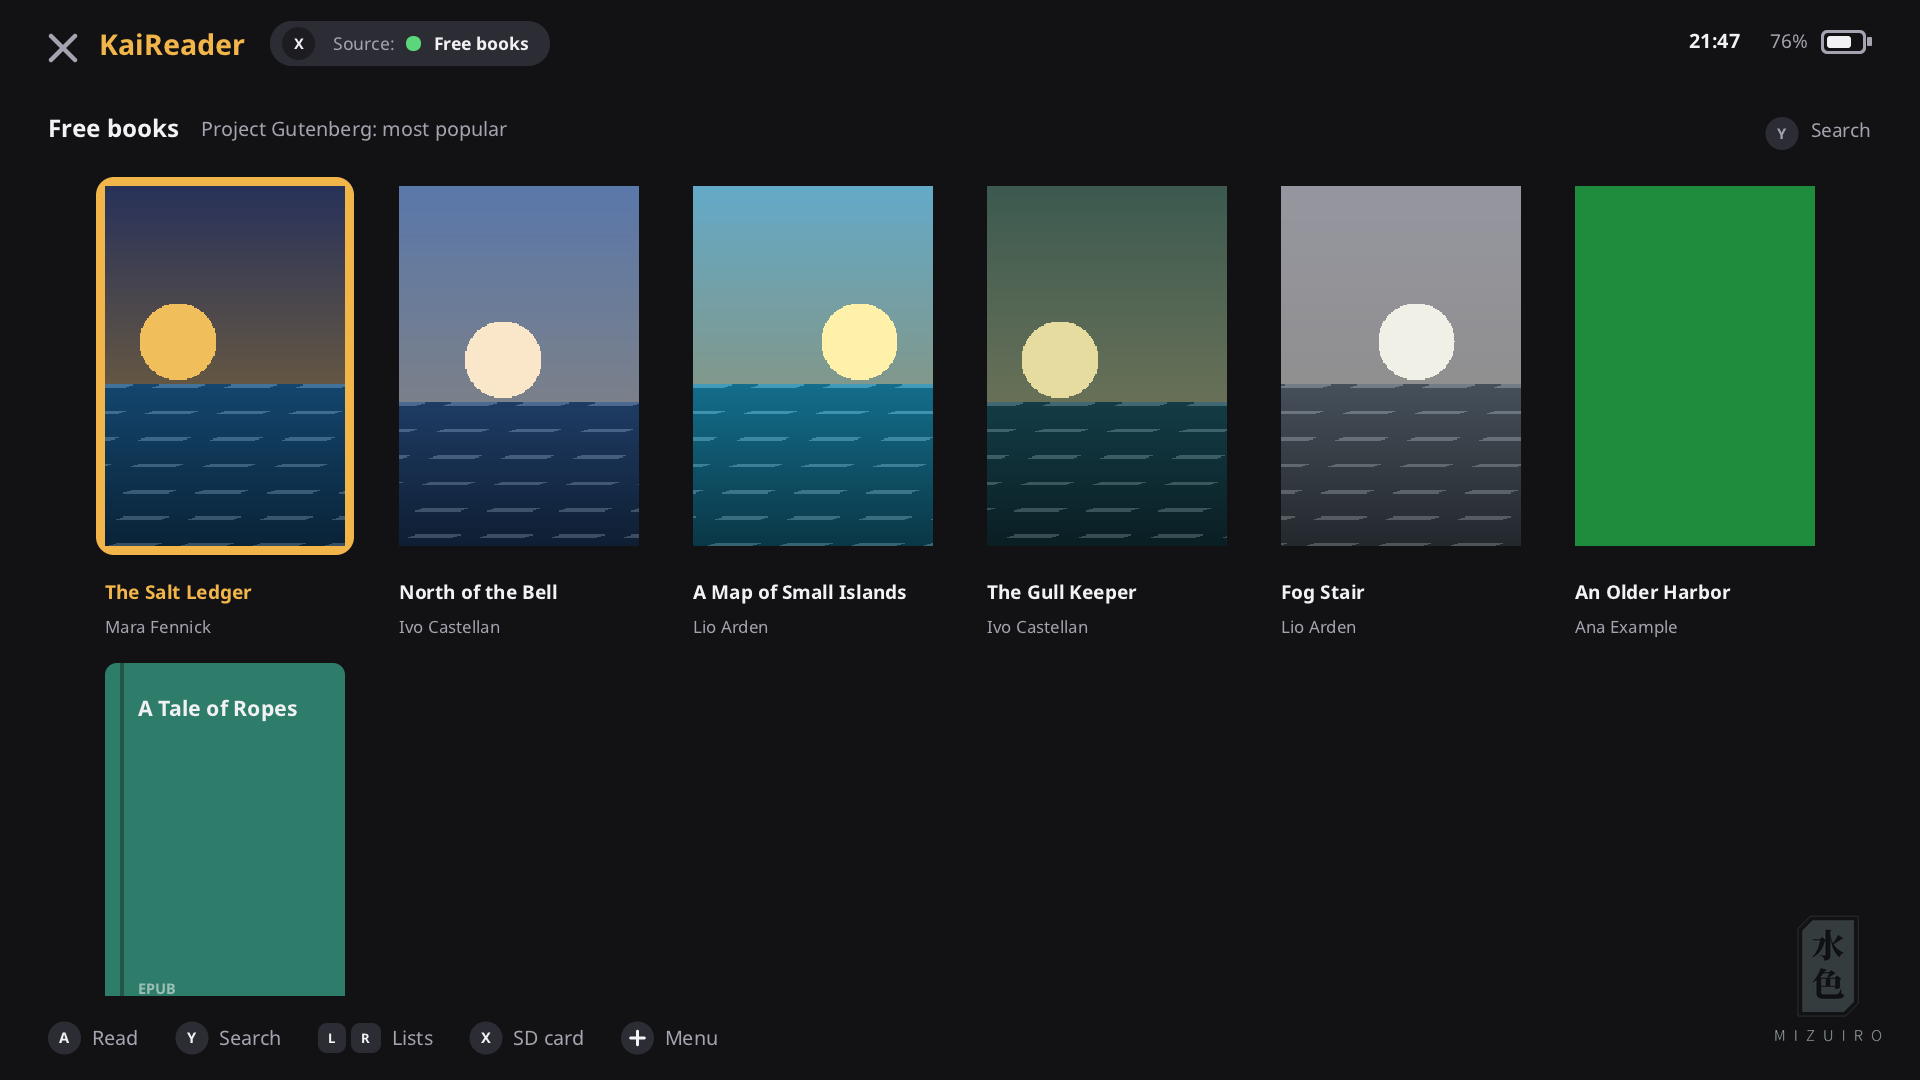 KaiReader
X Source: Free books
21:47 76%
Free books Project Gutenberg: most popular
Y Search
The Salt Ledger
Mara Fennick
North of the Bell
Ivo Castellan
A Map of Small Islands
Lio Arden
The Gull Keeper
Ivo Castellan
Fog Stair
Lio Arden
An Older Harbor
Ana Example
A Tale of Ropes
EPUB
水
色
MIZUIRO
A Read Y Search L R Lists X SD card + Menu